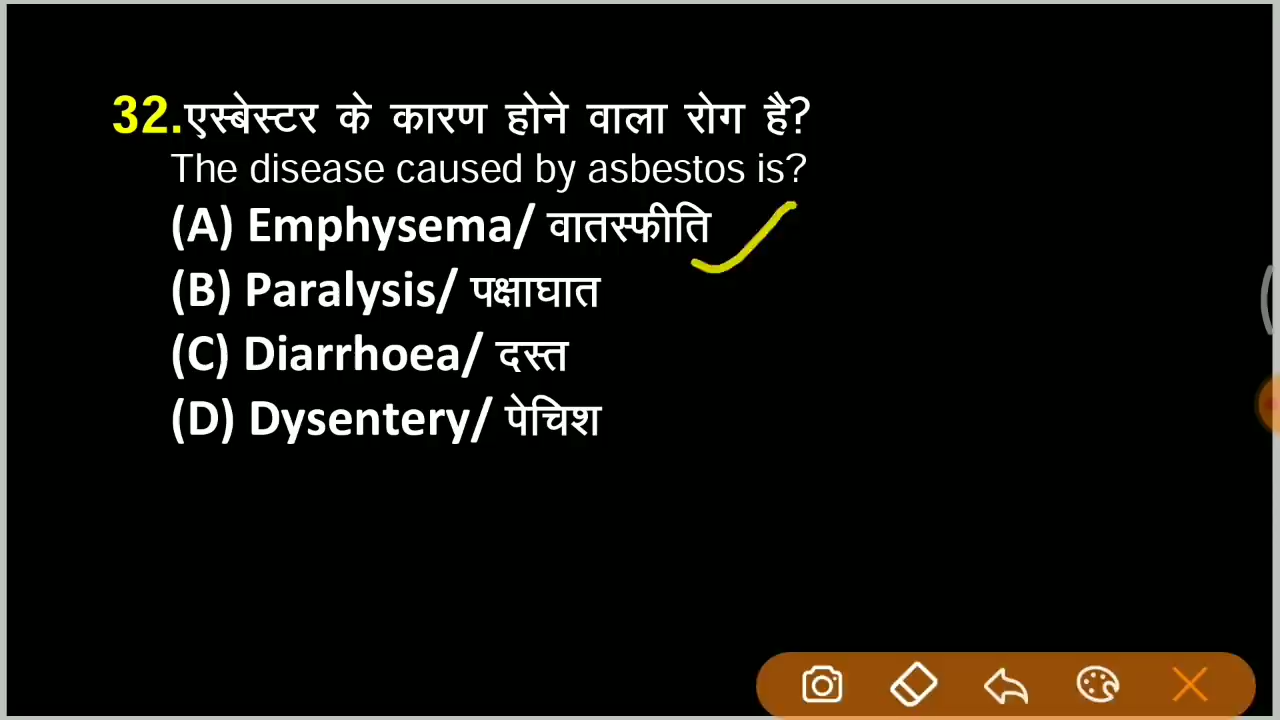 32.एस्बेस्टर के कारण होने वाला रोग है?
The disease caused by asbestos is?
(A) Emphysema/ वातस्फीति
(B) Paralysis/ पक्षाघात
(C) Diarrhoea/ दस्त
(D) Dysentery/ पेचिश